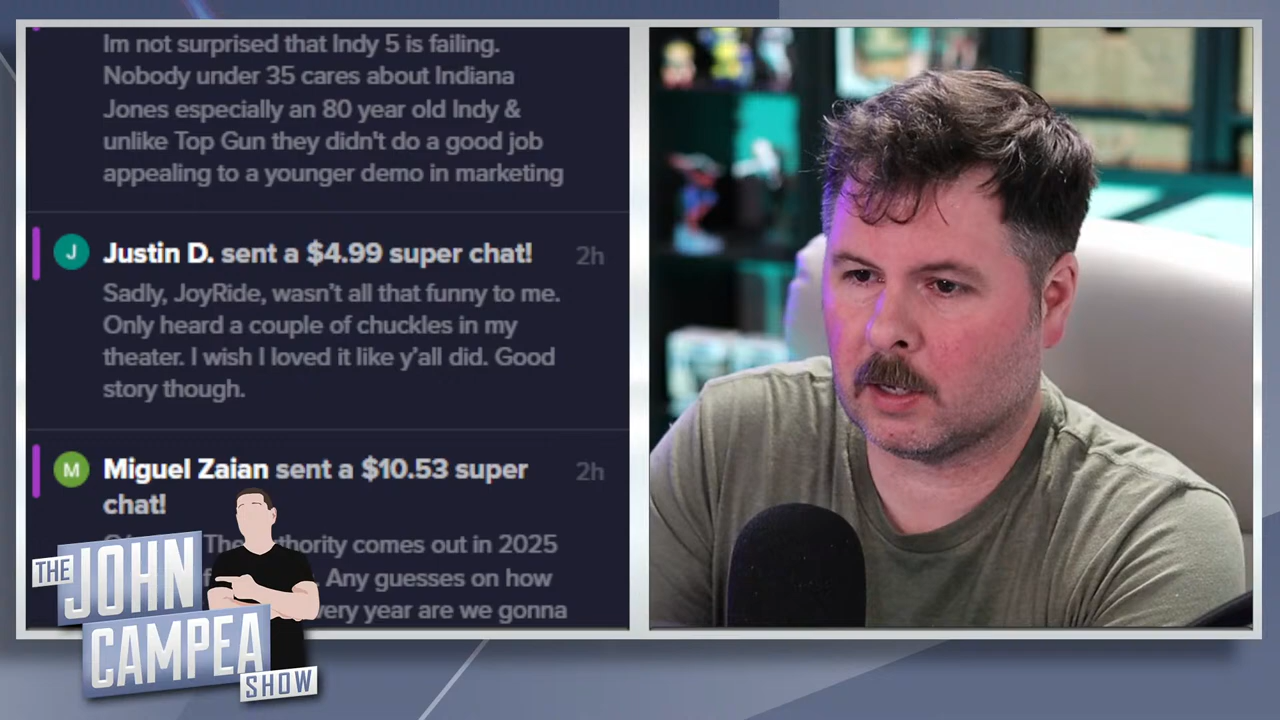 Im not surprised that Indy 5 is failing.
Nobody under 35 cares about Indiana
Jones especially an 80 year old Indy &
unlike Top Gun they didn't do a good job
appealing to a younger demo in marketing
J
Justin D. sent a $4.99 super chat!
2h
Sadly, JoyRide, wasn't all that funny to me.
Only heard a couple of chuckles in my
theater. I wish I loved it like y'all did. Good
story though.
M
Miguel Zaian sent a $10.53 super
chat!
2h
comes out in 2025
Any guesses on how
year are we gonna
THE
JOHN
CAMPEA
SHOW